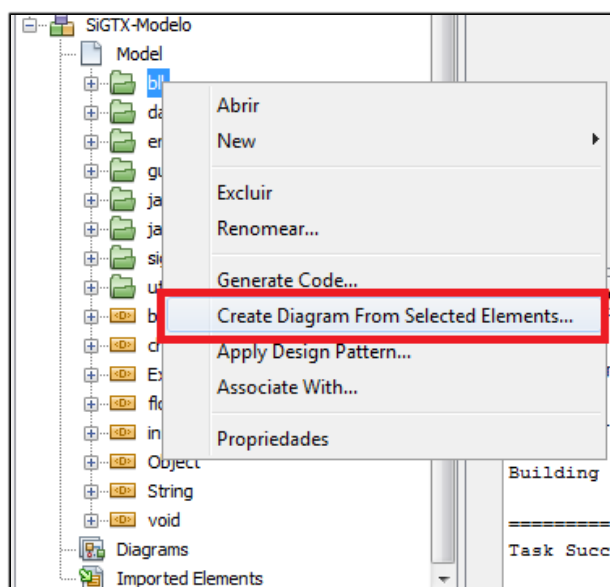 SiGTX-Modelo
Model
Abrir
New
Excluir
Renomear...
Generate Code...
Create Diagram From Selected Elements...
Apply Design Pattern...
Associate With...
Propriedades
Object
String
void
Diagrams
Imported Elements
Building
==========
Task Succ